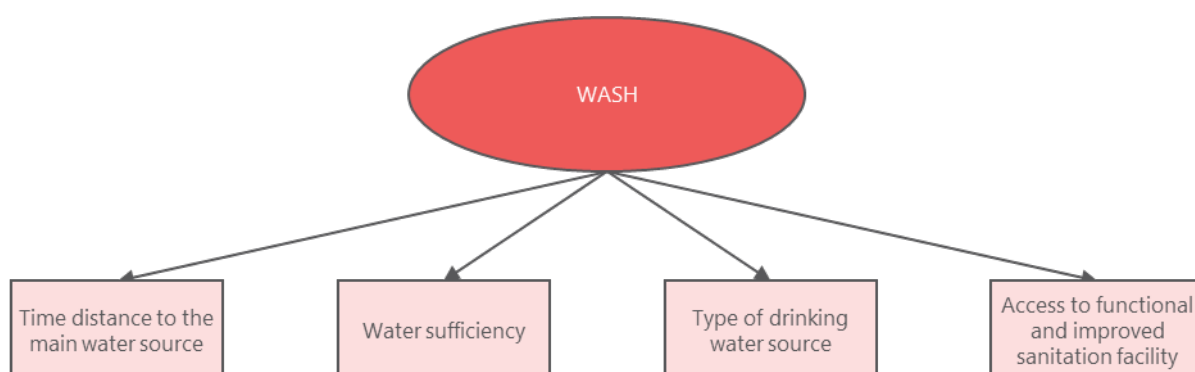 WASH
Time distance to the
main water source
Water sufficiency
Type of drinking
water source
Access to functional
and improved
sanitation facility